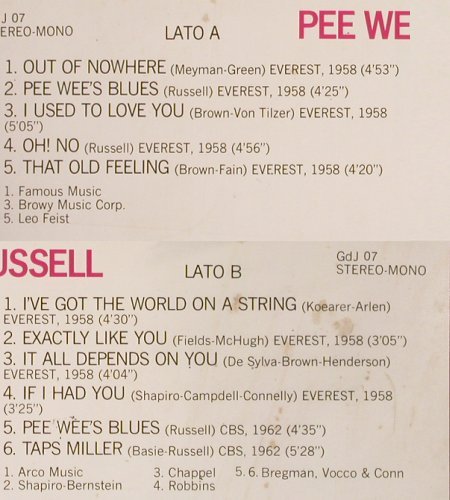 J 07
EREO-MONO
LATO A
PEE WE
1. OUT OF NOWHERE (Meyman-Green) EVEREST, 1958 (4'53")
2. PEE WEE'S BLUES (Russell) EVEREST, 1958 (4'25")
3. I USED TO LOVE YOU (Brown-Von Tilzer) EVEREST, 1958
(5'05")
4. OH! NO (Russell) EVEREST, 1958 (4'56")
5. THAT OLD FEELING (Brown-Fain) EVEREST, 1958 (4'20")
1. Famous Music
3. Browy Music Corp.
5. Leo Feist
USSELL
LATO B
GdJ 07
STEREO-MONO
1. I'VE GOT THE WORLD ON A STRING (Koearer-Arlen)
EVEREST, 1958 (4'30")
2. EXACTLY LIKE YOU (Fields-McHugh) EVEREST, 1958 (3'05")
3. IT ALL DEPENDS ON YOU (De Sylva-Brown-Henderson)
EVEREST, 1958 (4'04")
4. IF I HAD YOU (Shapiro-Campdell-Connelly) EVEREST, 1958
(3'25")
5. PEE WEE'S BLUES (Russell) CBS, 1962 (4'35")
6. TAPS MILLER (Basie-Russell) CBS, 1962 (5'28")
1. Arco Music
2. Shapiro-Bernstein
3. Chappel
4. Robbins
5. 6. Bregman, Vocco & Conn